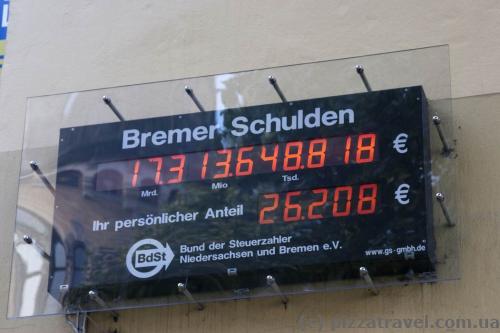 Bremer Schulden
17.313.648.818 €
Mrd. Mio Tsd.
Ihr persönlicher Anteil 26.208 €
BdSt Bund der Steuerzahler
Niedersachsen und Bremen e.V.
www.gs-gmbh.de
© pizzatravel.com.ua